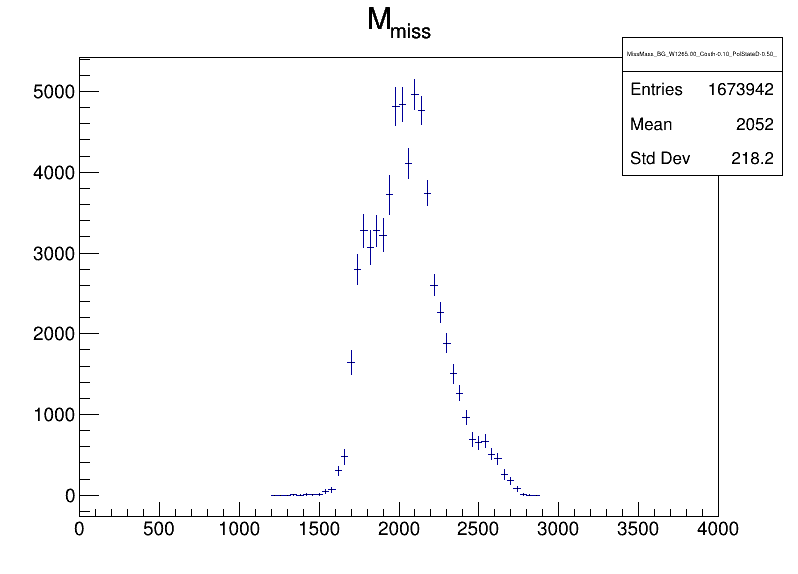 M_miss
MissMass_BG_W1265.00_Costh-0.10_PolStateD-0.50_
Entries 1673942
Mean 2052
Std Dev 218.2
5000
4000
3000
2000
1000
0
0 500 1000 1500 2000 2500 3000 3500 4000